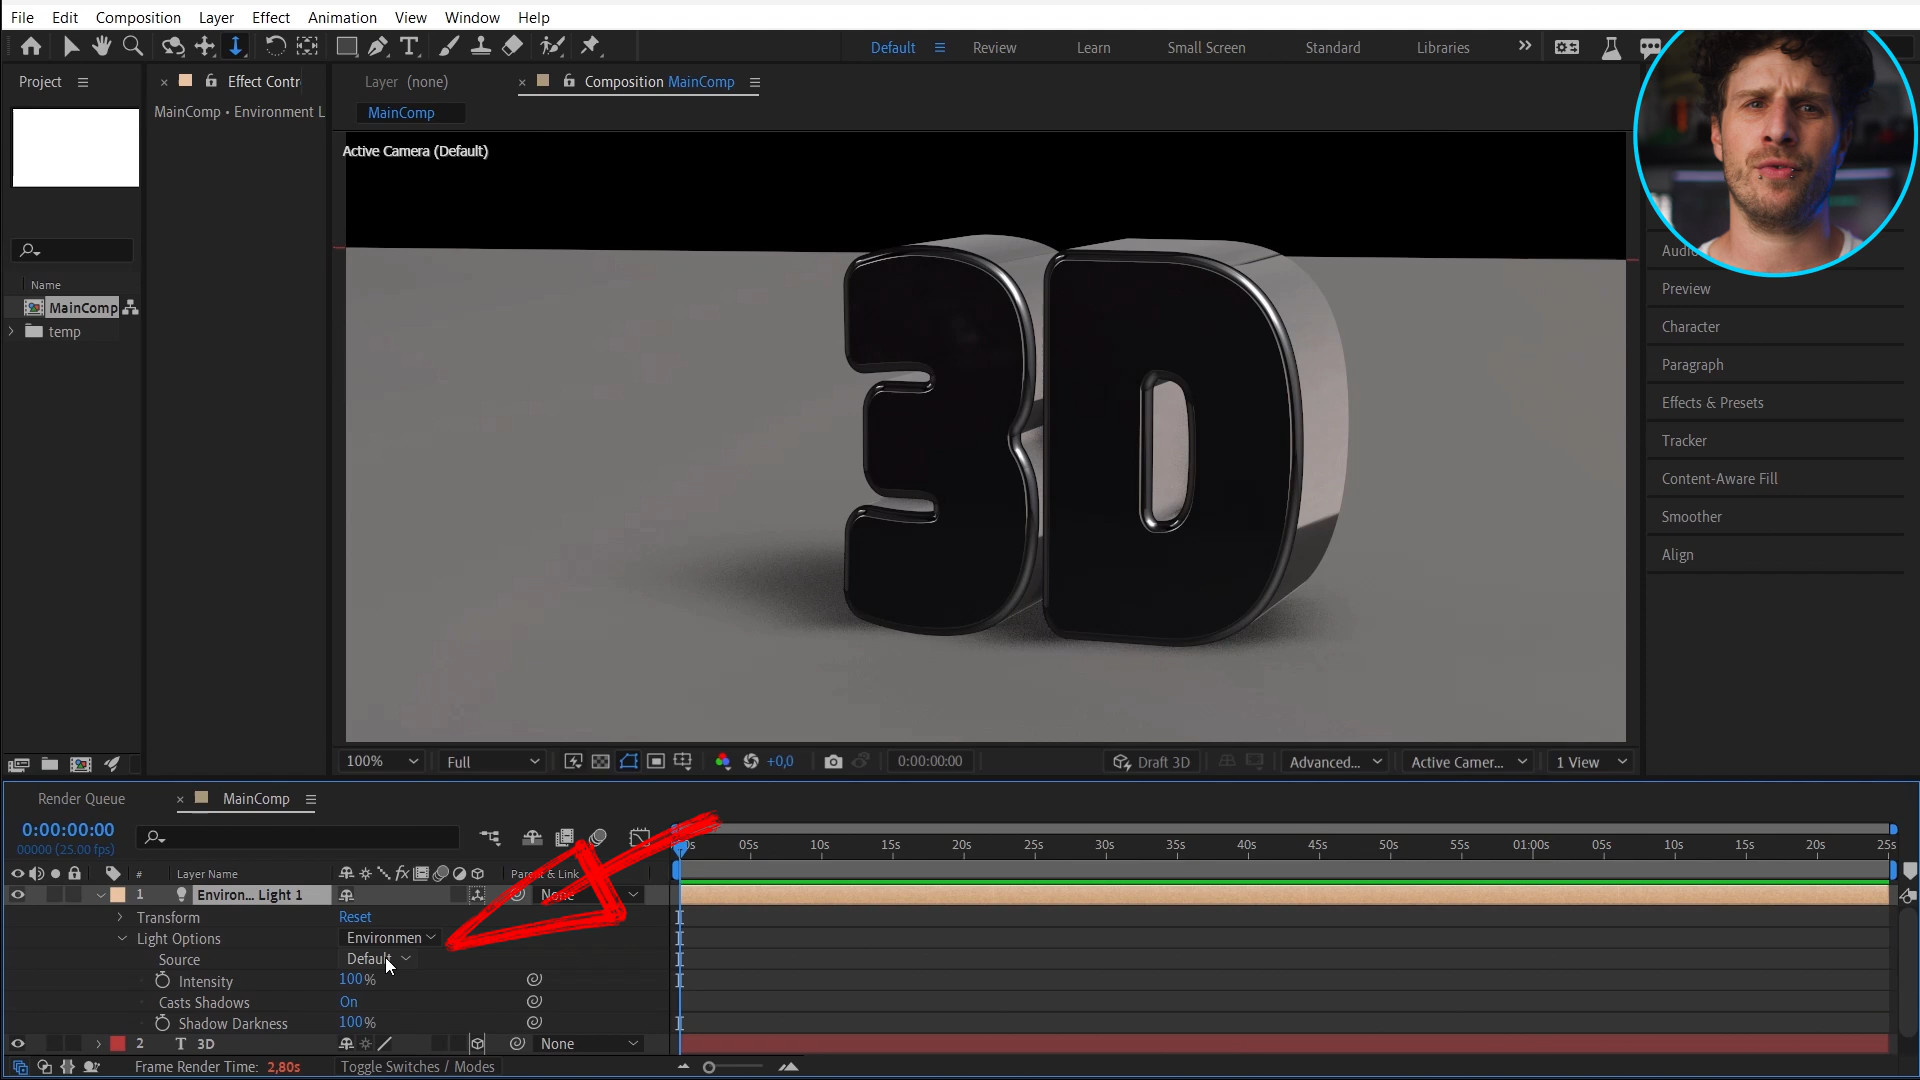 File Edit Composition Layer Effect Animation View Window Help
Default Review Learn Small Screen Standard Libraries
Project Effect Contr Layer (none) Composition MainComp
MainComp • Environment L MainComp
Active Camera (Default)
Name
MainComp
temp
3D
Preview
Character
Paragraph
Effects & Presets
Tracker
Content-Aware Fill
Smoother
Align
100% Full +0,0 0:00:00:00 Draft 3D Advanced... Active Camer... 1 View
Render Queue MainComp
0:00:00:00
00000 (25.00 fps)
05s 10s 15s 20s 25s 30s 35s 40s 45s 50s 55s 01:00s 05s 10s 15s 20s 25s
# Layer Name fx Parent & Link
1 Environ... Light 1 None
Transform Reset
Light Options Environmen
Source Default
Intensity 100%
Casts Shadows On
Shadow Darkness 100%
2 T 3D None
Frame Render Time: 2,80s Toggle Switches / Modes